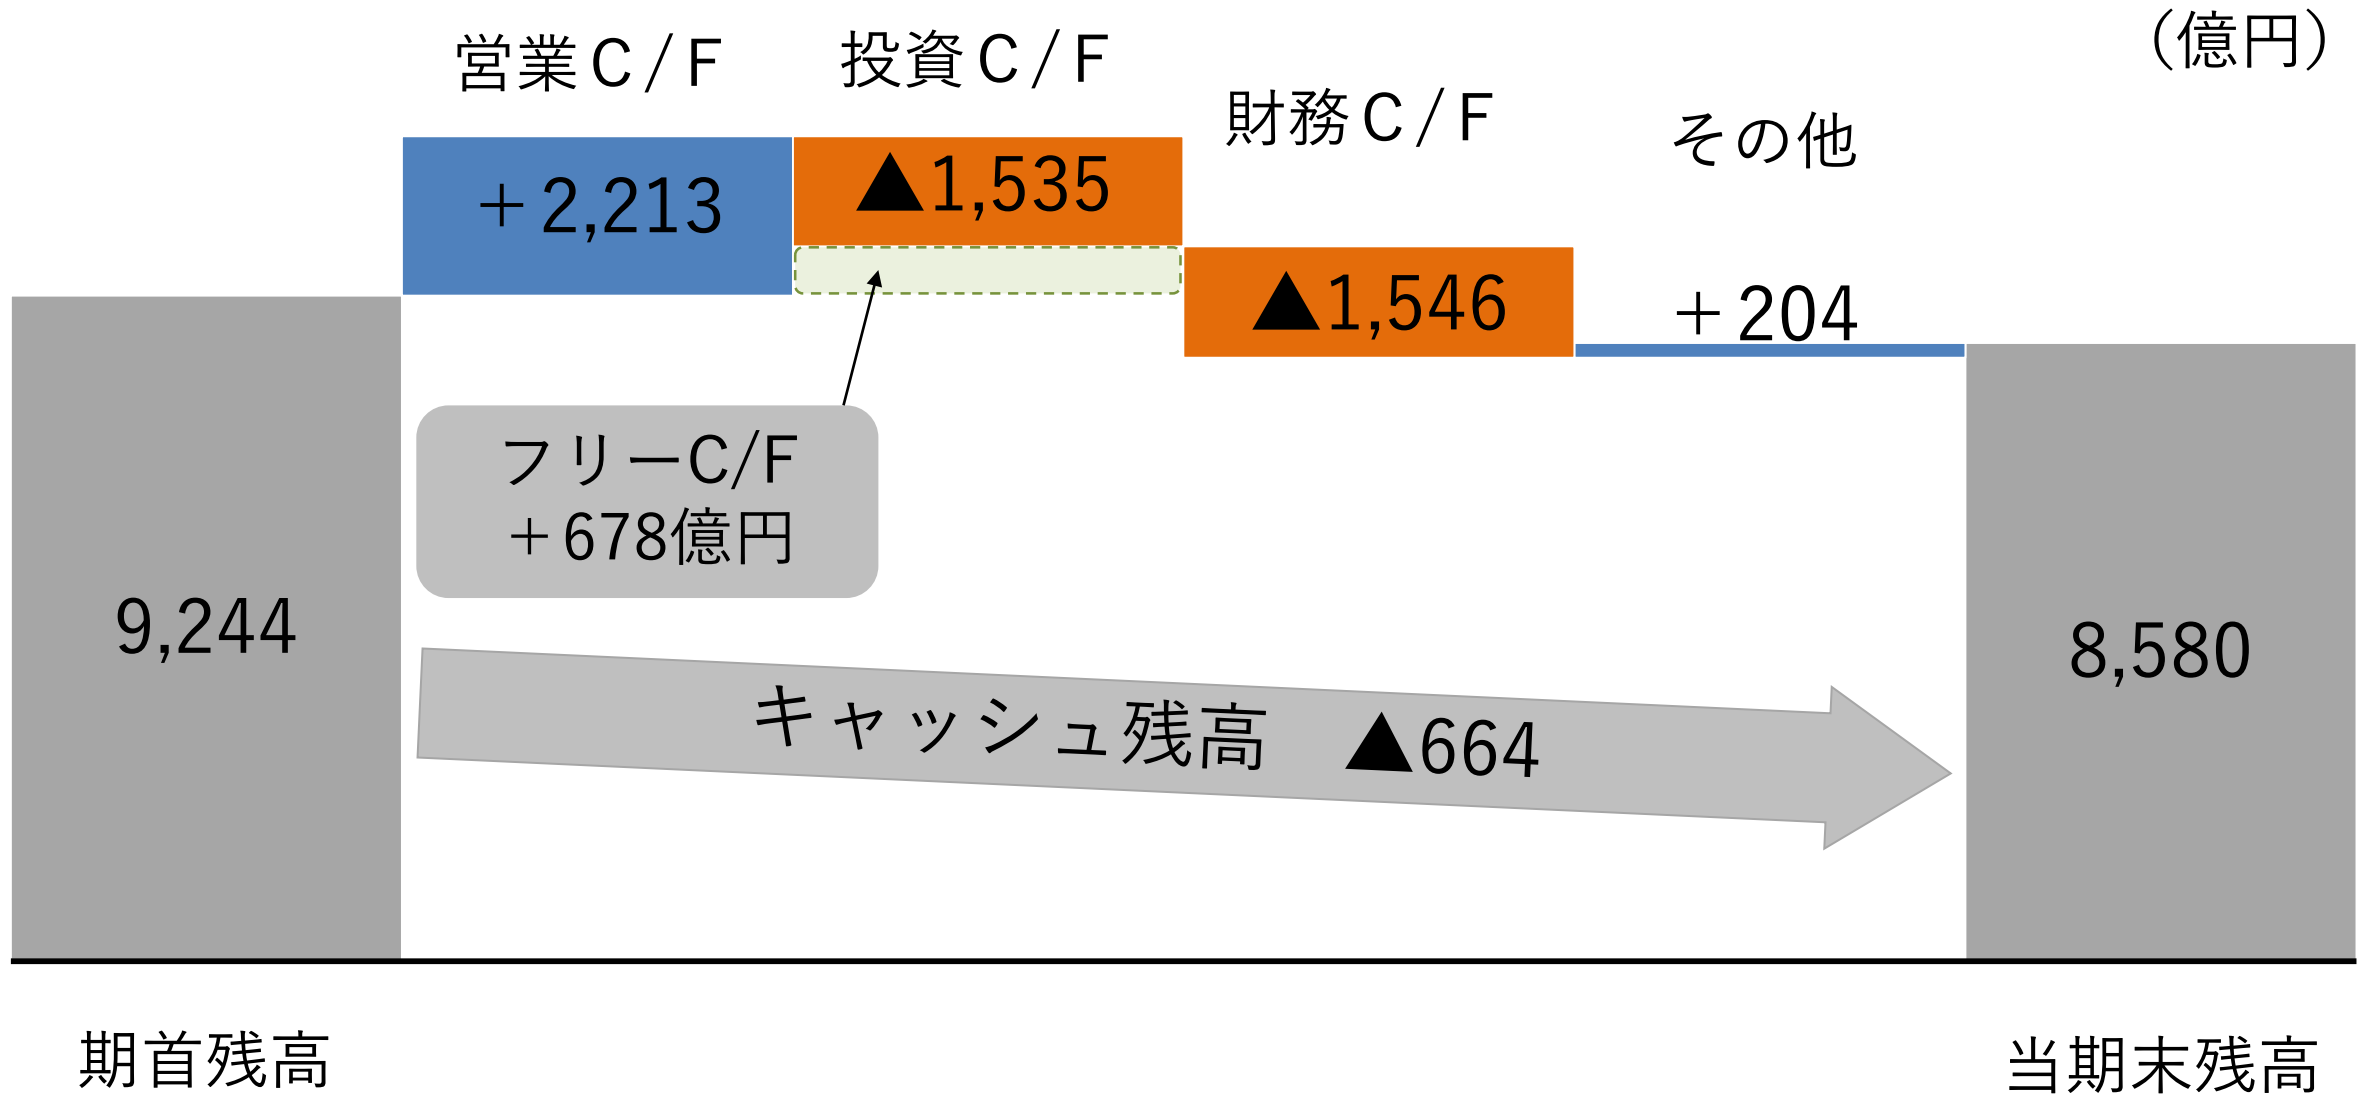 （億円）
営業Ｃ／Ｆ
投資Ｃ／Ｆ
財務Ｃ／Ｆ
その他
＋2,213
▲1,535
▲1,546
＋204
フリーC/F
＋678億円
9,244
8,580
キャッシュ残高　▲664
期首残高
当期末残高